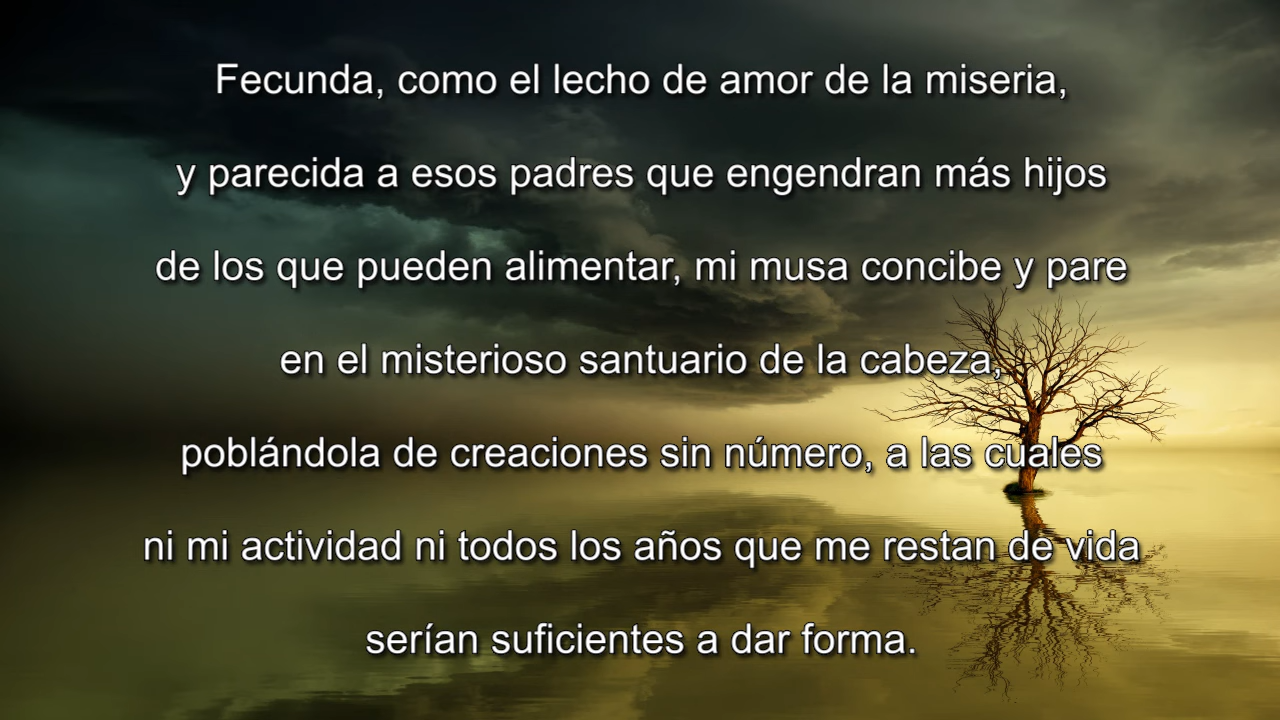 Fecunda, como el lecho de amor de la miseria,
y parecida a esos padres que engendran más hijos
de los que pueden alimentar, mi musa concibe y pare
en el misterioso santuario de la cabeza,
poblándola de creaciones sin número, a las cuales
ni mi actividad ni todos los años que me restan de vida
serían suficientes a dar forma.